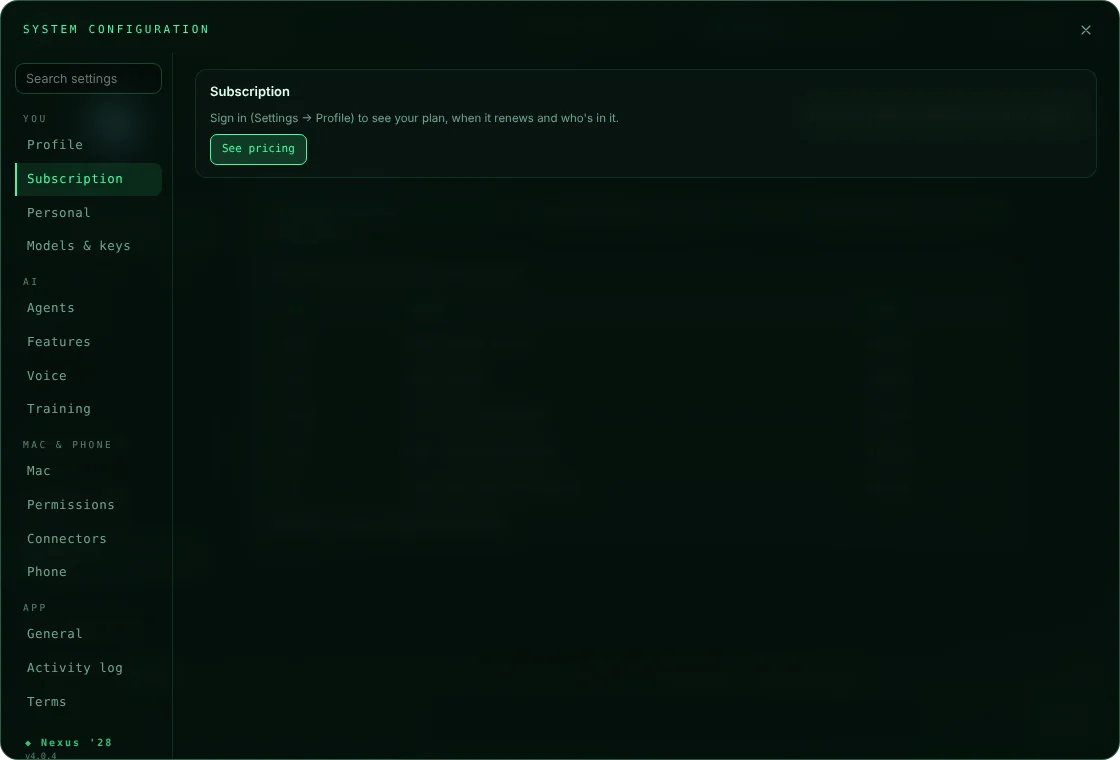 SYSTEM CONFIGURATION
Search settings
YOU
Profile
Subscription
Personal
Models & keys
AI
Agents
Features
Voice
Training
MAC & PHONE
Mac
Permissions
Connectors
Phone
APP
General
Activity log
Terms
◆ Nexus '28
v4.0.4
Subscription
Sign in (Settings → Profile) to see your plan, when it renews and who's in it.
See pricing